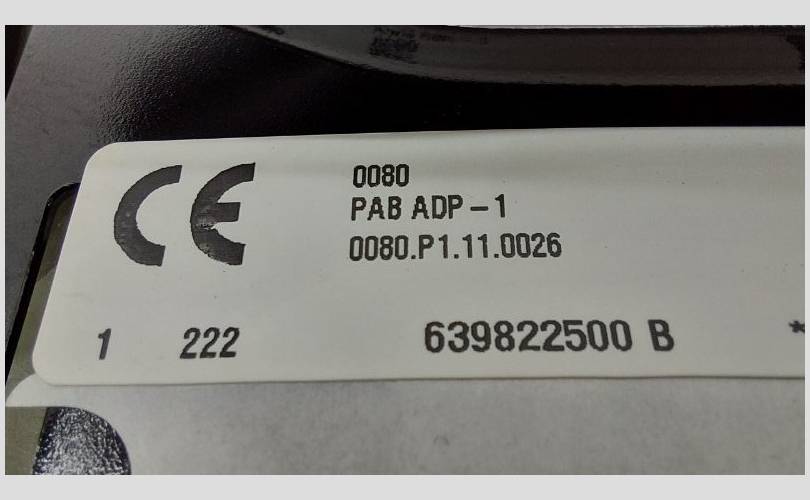 CE
0080
PAB ADP – 1
0080.P1.11.0026
1 222
639822500 B *